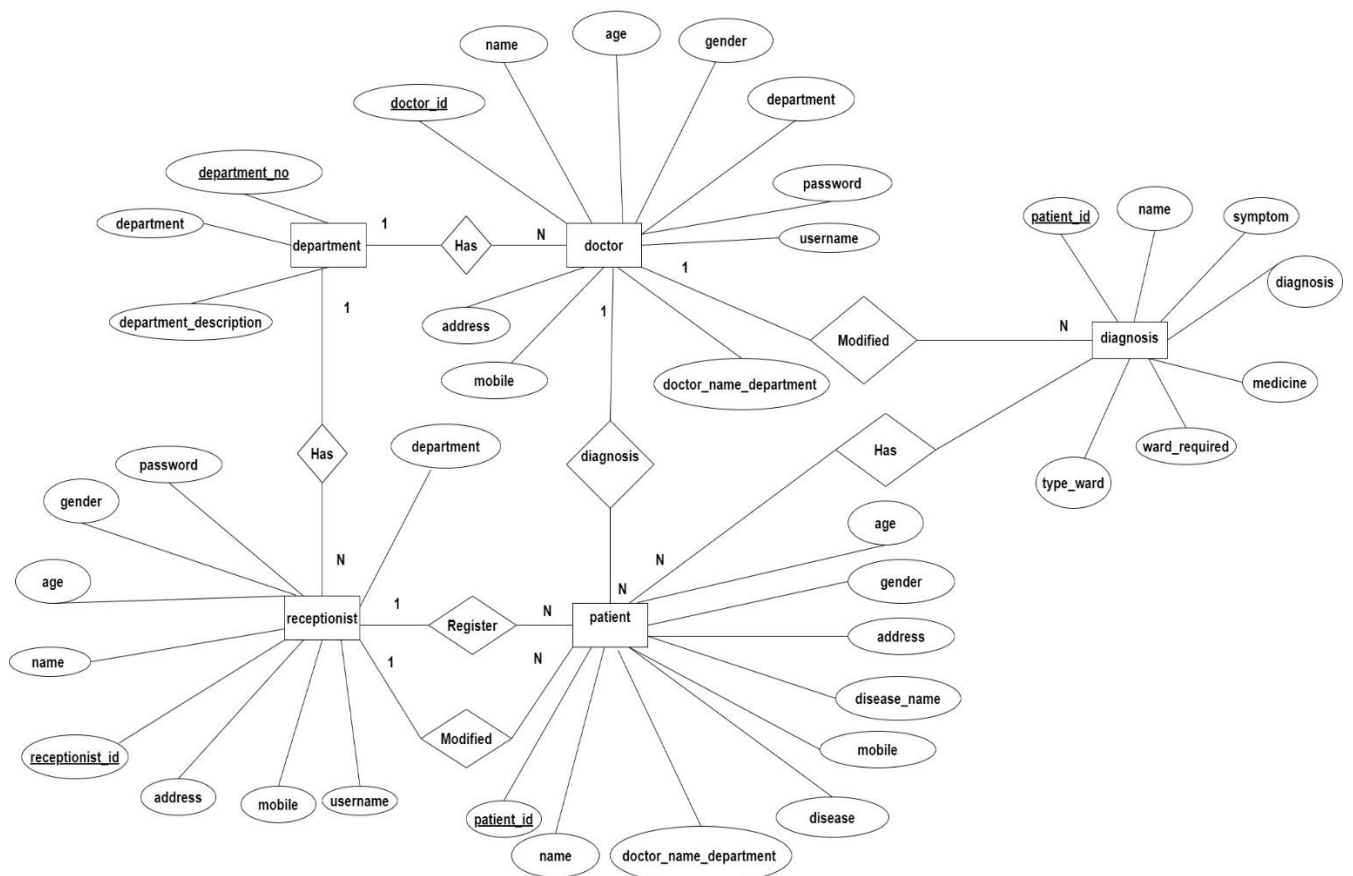 age
gender
name
doctor_id
department
department_no
password
patient_id
name
symptom
department
username
1
Has
N
department
doctor
1
diagnosis
1
1
N
department_description
address
Modified
diagnosis
mobile
doctor_name_department
medicine
department
Has
ward_required
Has
password
diagnosis
type_ward
gender
age
N
N
age
N
gender
receptionist
1
Register
N
patient
address
name
1
N
disease_name
Modified
receptionist_id
mobile
address
mobile
username
patient_id
disease
name
doctor_name_department